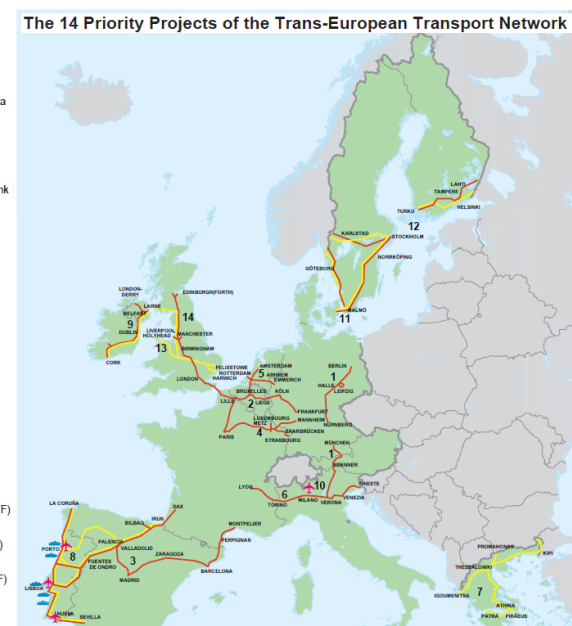 The 14 Priority Projects of the Trans-European Transport Network
a
nk
F)
)
F)
LAHTI
TAMPERE
TURKU
HELSINKI
12
KARLSTAD
STOCKHOLM
NORRKÖPING
GÖTEBORG
MALMÖ
11
EDINBURGH(FORTH)
LONDON-
DERRY
LARNE
BELFAST
9
14
DUBLIN
LIVERPOOL
HOLYHEAD
MANCHESTER
13
BIRMINGHAM
CORK
FELIXSTOWE
ROTTERDAM
HARWICH
LONDON
AMSTERDAM
5
ARHNEM
EMMERICH
BERLIN
1
HALLE
LEIPZIG
BRUXELLES
KÖLN
LILLE
2
LIEGE
FRANKFURT
LUXEMBOURG
MANNHEIM
METZ
NÜRNBERG
PARIS
4
SAARBRÜCKEN
STRASBOURG
MÜNCHEN
1
BRENNER
LYON
6
10
TRIESTE
TORINO
MILANO
VERONA
VENEZIA
LA CORUÑA
DAX
IRUN
BILBAO
MONTPELIER
PALENCIA
PERPIGNAN
PORTO
8
VALLADOLID
ZARAGOZA
FUENTES
DE ONDRO
3
MADRID
BARCELONA
LISBOA
SEVILLA
PROMAHONAS
KIPI
THESSALONIKI
IGOUMENITSA
7
ATHINA
PATRA
PIRÄEUS